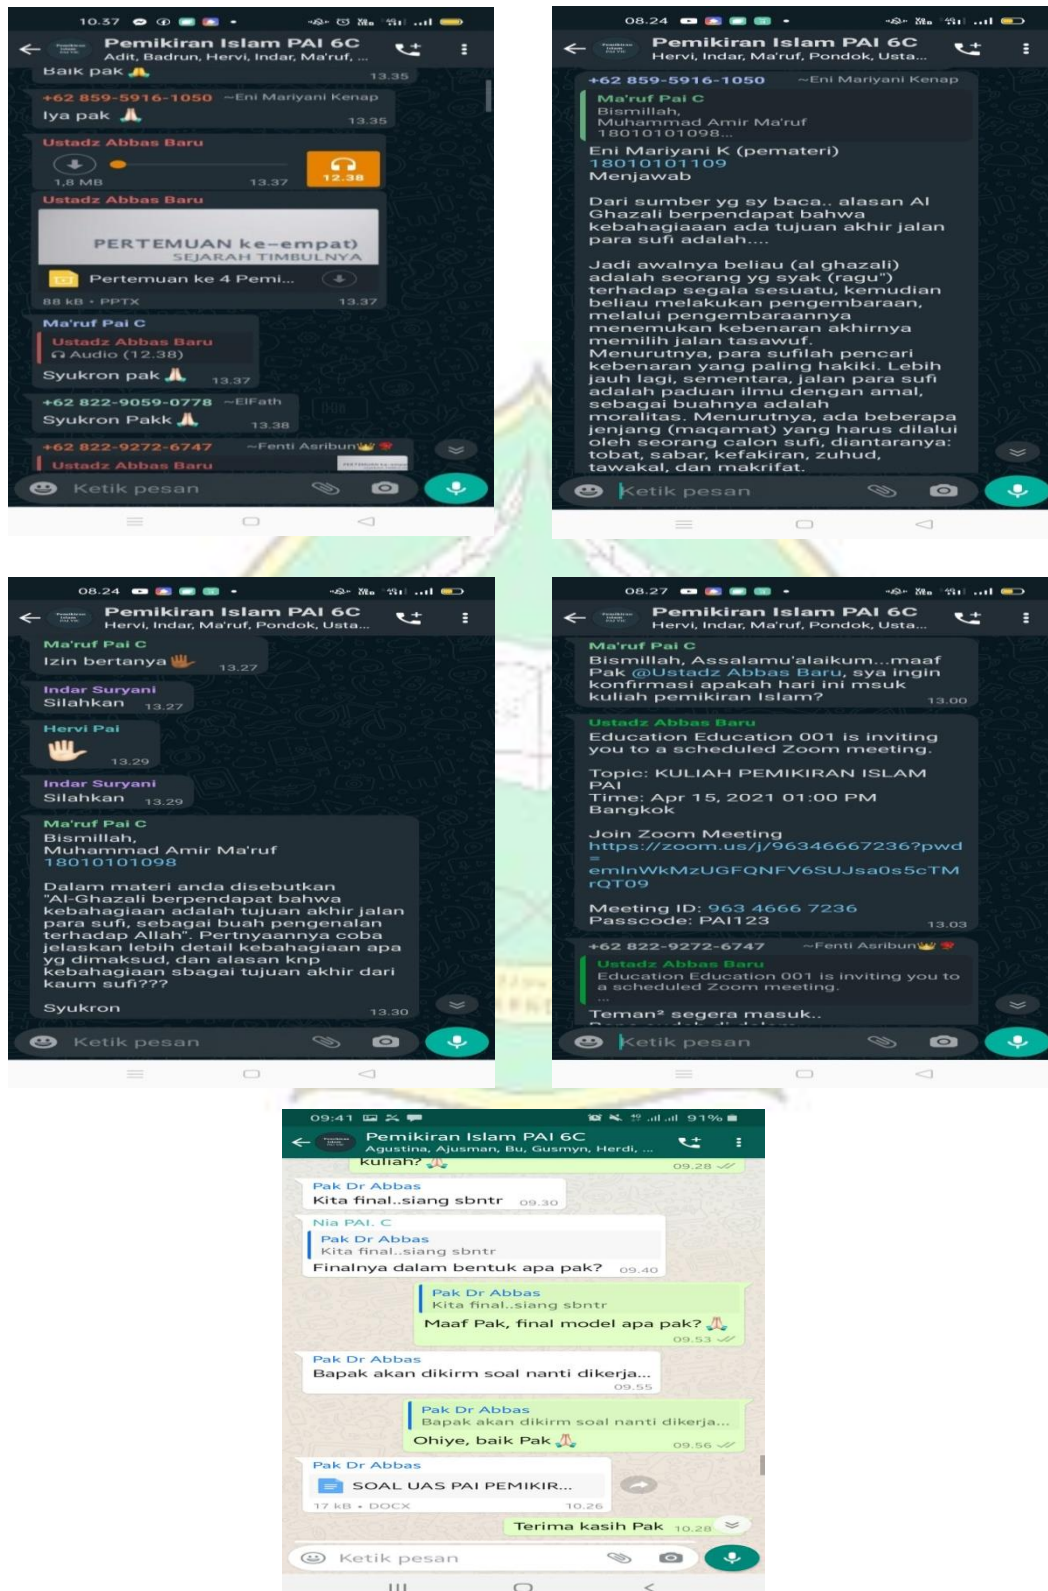 10.37
Pemikiran Islam PAI 6C
Adit, Badrun, Hervi, Indar, Ma'ruf, ...
Baik pak 🙏
13.35
+62 859-5916-1050 ~Eni Mariyani Kenap
Iya pak 🙏
13.35
Ustadz Abbas Baru
12.38
1,8 MB 13.37
Ustadz Abbas Baru
PERTEMUAN ke-empat)
SEJARAH TIMBULNYA
Pertemuan ke 4 Pemi...
88 kB • PPTX 13.37
Ma'ruf Pai C
Ustadz Abbas Baru
Audio (12.38)
Syukron pak 🙏 13.37
+62 822-9059-0778 ~ElFath
Syukron Pakk 🙏 13.38
+62 822-9272-6747 ~Fenti Asribun
Ustadz Abbas Baru
Ketik pesan
08.24
Pemikiran Islam PAI 6C
Hervi, Indar, Ma'ruf, Pondok, Usta...
+62 859-5916-1050 ~Eni Mariyani Kenap
Ma'ruf Pai C
Bismillah,
Muhammad Amir Ma'ruf
18010101098...
Eni Mariyani K (pemateri)
18010101109
Menjawab
Dari sumber yg sy baca.. alasan Al
Ghazali berpendapat bahwa
kebahagiaaan ada tujuan akhir jalan
para sufi adalah....
Jadi awalnya beliau (al ghazali)
adalah seorang yg syak (ragu")
terhadap segala sesuatu, kemudian
beliau melakukan pengembaraan,
melalui pengembaraannya
menemukan kebenaran akhirnya
memilih jalan tasawuf.
Menurutnya, para sufilah pencari
kebenaran yang paling hakiki. Lebih
jauh lagi, sementara, jalan para sufi
adalah paduan ilmu dengan amal,
sebagai buahnya adalah
moralitas. Menurutnya, ada beberapa
jenjang (maqamat) yang harus dilalui
oleh seorang calon sufi, diantaranya:
tobat, sabar, kefakiran, zuhud,
tawakal, dan makrifat.
Ketik pesan
08.24
Pemikiran Islam PAI 6C
Hervi, Indar, Ma'ruf, Pondok, Usta...
Ma'ruf Pai C
Izin bertanya🖐 13.27
Indar Suryani
Silahkan 13.27
Hervi Pai
👋 13.29
Indar Suryani
Silahkan 13.29
Ma'ruf Pai C
Bismillah,
Muhammad Amir Ma'ruf
18010101098
Dalam materi anda disebutkan
"Al-Ghazali berpendapat bahwa
kebahagiaan adalah tujuan akhir jalan
para sufi, sebagai buah pengenalan
terhadap Allah". Pertnyaannya coba
jelaskan lebih detail kebahagiaan apa
yg dimaksud, dan alasan knp
kebahagiaan sbagai tujuan akhir dari
kaum sufi???
Syukron 13.30
Ketik pesan
08.27
Pemikiran Islam PAI 6C
Hervi, Indar, Ma'ruf, Pondok, Usta...
Ma'ruf Pai C
Bismillah, Assalamu'alaikum...maaf
Pak @Ustadz Abbas Baru, sya ingin
konfirmasi apakah hari ini msuk
kuliah pemikiran Islam? 13.00
Ustadz Abbas Baru
Education Education 001 is inviting
you to a scheduled Zoom meeting.
Topic: KULIAH PEMIKIRAN ISLAM
PAI
Time: Apr 15, 2021 01:00 PM
Bangkok
Join Zoom Meeting
https://zoom.us/j/96346667236?pwd
=
emlnWkMzUGFQNFV6SUJsa0s5cTM
rQT09
Meeting ID: 963 4666 7236
Passcode: PAI123 13.03
+62 822-9272-6747 ~Fenti Asribun
Ustadz Abbas Baru
Education Education 001 is inviting you to
a scheduled Zoom meeting.
...
Teman² segera masuk..
Ketik pesan
09:41 91%
Pemikiran Islam PAI 6C
Agustina, Ajusman, Bu, Gusmyn, Herdi, ...
kuliah? 🙏 09.28
Pak Dr Abbas
Kita final..siang sbntr 09.30
Nia PAI. C
Pak Dr Abbas
Kita final..siang sbntr
Finalnya dalam bentuk apa pak? 09.40
Pak Dr Abbas
Kita final..siang sbntr
Maaf Pak, final model apa pak? 🙏
09.53
Pak Dr Abbas
Bapak akan dikirm soal nanti dikerja...
09.55
Pak Dr Abbas
Bapak akan dikirm soal nanti dikerja...
Ohiye, baik Pak 🙏 09.56
Pak Dr Abbas
SOAL UAS PAI PEMIKIR...
17 kB • DOCX 10.26
Terima kasih Pak 10.28
Ketik pesan